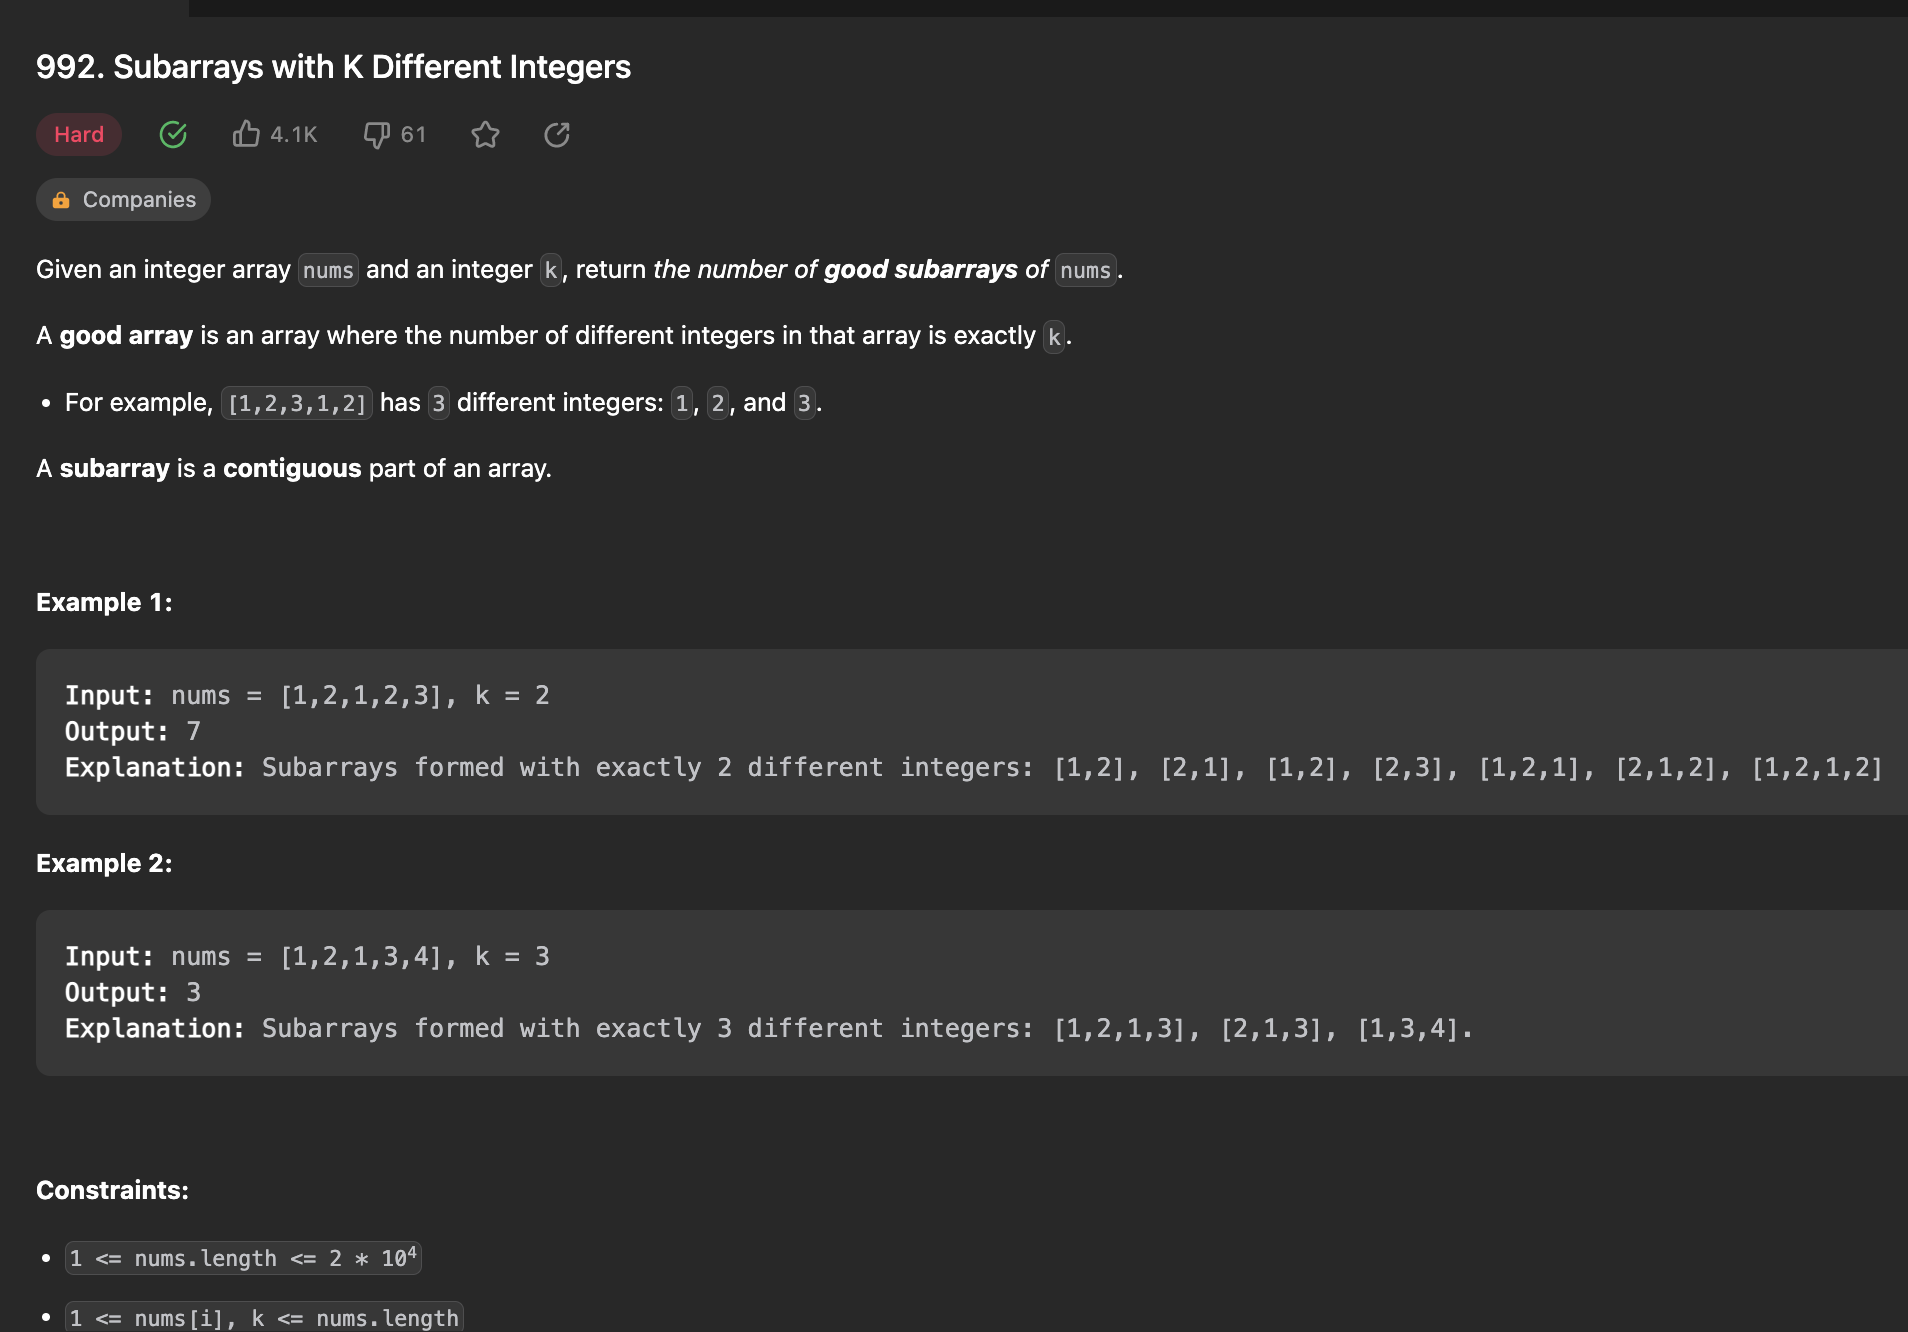 992. Subarrays with K Different Integers
Hard 4.1K 61
Companies
Given an integer array nums and an integer k, return the number of good subarrays of nums.
A good array is an array where the number of different integers in that array is exactly k.
• For example, [1,2,3,1,2] has 3 different integers: 1, 2, and 3.
A subarray is a contiguous part of an array.
Example 1:
Input: nums = [1,2,1,2,3], k = 2
Output: 7
Explanation: Subarrays formed with exactly 2 different integers: [1,2], [2,1], [1,2], [2,3], [1,2,1], [2,1,2], [1,2,1,2]
Example 2:
Input: nums = [1,2,1,3,4], k = 3
Output: 3
Explanation: Subarrays formed with exactly 3 different integers: [1,2,1,3], [2,1,3], [1,3,4].
Constraints:
• 1 <= nums.length <= 2 * 10⁴
• 1 <= nums[i], k <= nums.length